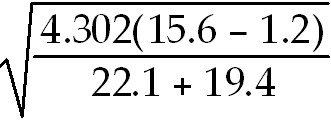 √(4.302(15.6 – 1.2) / 22.1 + 19.4)